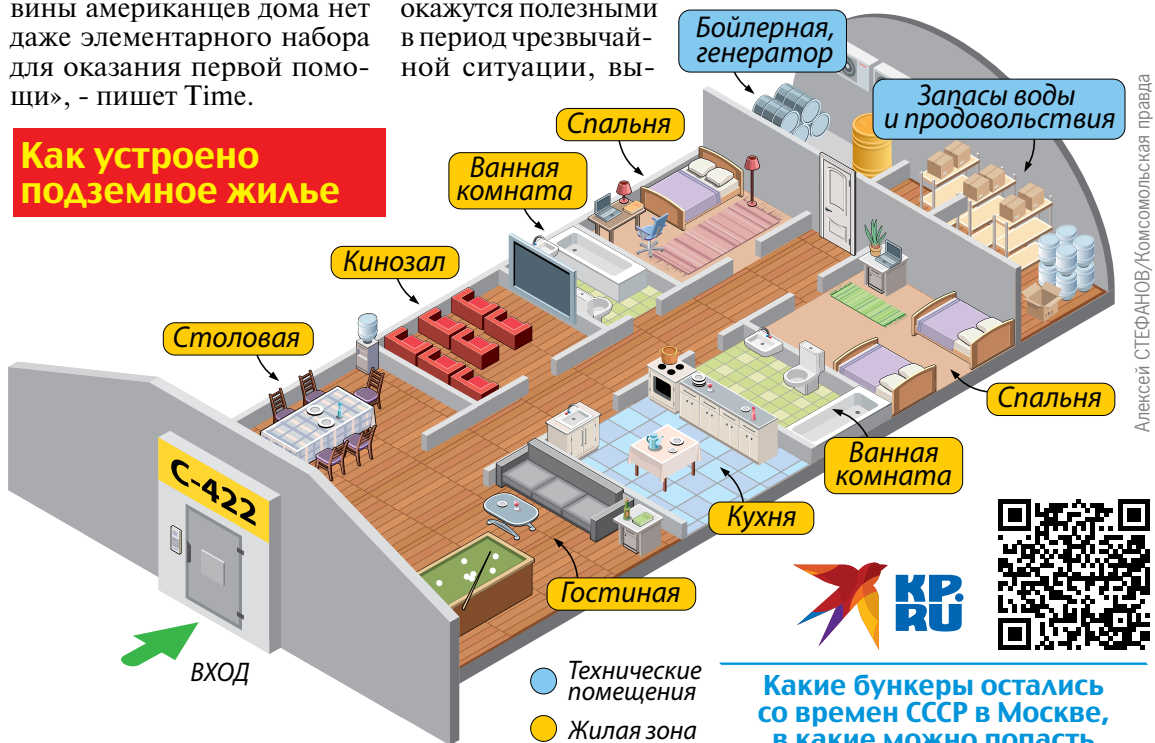 вины американцев дома нет
даже элементарного набора
для оказания первой помо-
щи», - пишет Time.
окажутся полезными
в период чрезвычай-
ной ситуации, вы-
Как устроено
подземное жилье
Бойлерная,
генератор
Запасы воды
и продовольствия
Спальня
Ванная
комната
Кинозал
Столовая
Спальня
Ванная
комната
Кухня
Гостиная
С-422
ВХОД
Технические
помещения
Жилая зона
KP.
RU
Какие бункеры остались
со времен СССР в Москве,
в какие можно попасть
Алексей СТЕФАНОВ/Комсомольская правда